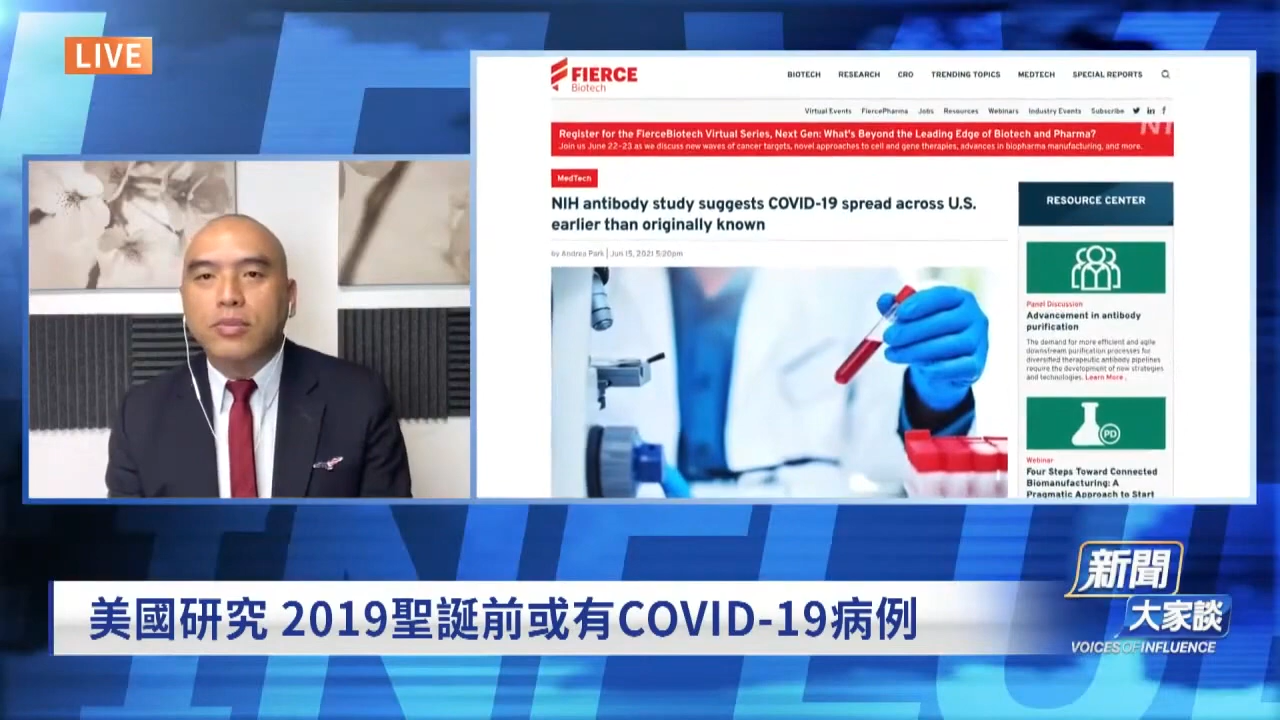 LIVE
FIERCE
Biotech
BIOTECH RESEARCH CRO TRENDING TOPICS MEDTECH SPECIAL REPORTS
Virtual Events FiercePharma Jobs Resources Webinars Industry Events Subscribe
Register for the FierceBiotech Virtual Series, Next Gen: What's Beyond the Leading Edge of Biotech and Pharma?
Join us June 22-23 as we discuss new waves of cancer targets, novel approaches to cell and gene therapies, advances in biopharma manufacturing, and more.
MedTech
NIH antibody study suggests COVID-19 spread across U.S.
earlier than originally known
by Andrea Park | Jun 15, 2021 5:20pm
RESOURCE CENTER
Panel Discussion
Advancement in antibody
purification
The demand for more efficient and agile
downstream purification processes for
diversified therapeutic antibody pipelines
require the development of new strategies
and technologies. Learn More .
PD
Webinar
Four Steps Toward Connected
Biomanufacturing: A
Pragmatic Approach to Start
美國研究 2019聖誕前或有COVID-19病例
新聞
大家談
VOICES OF INFLUENCE